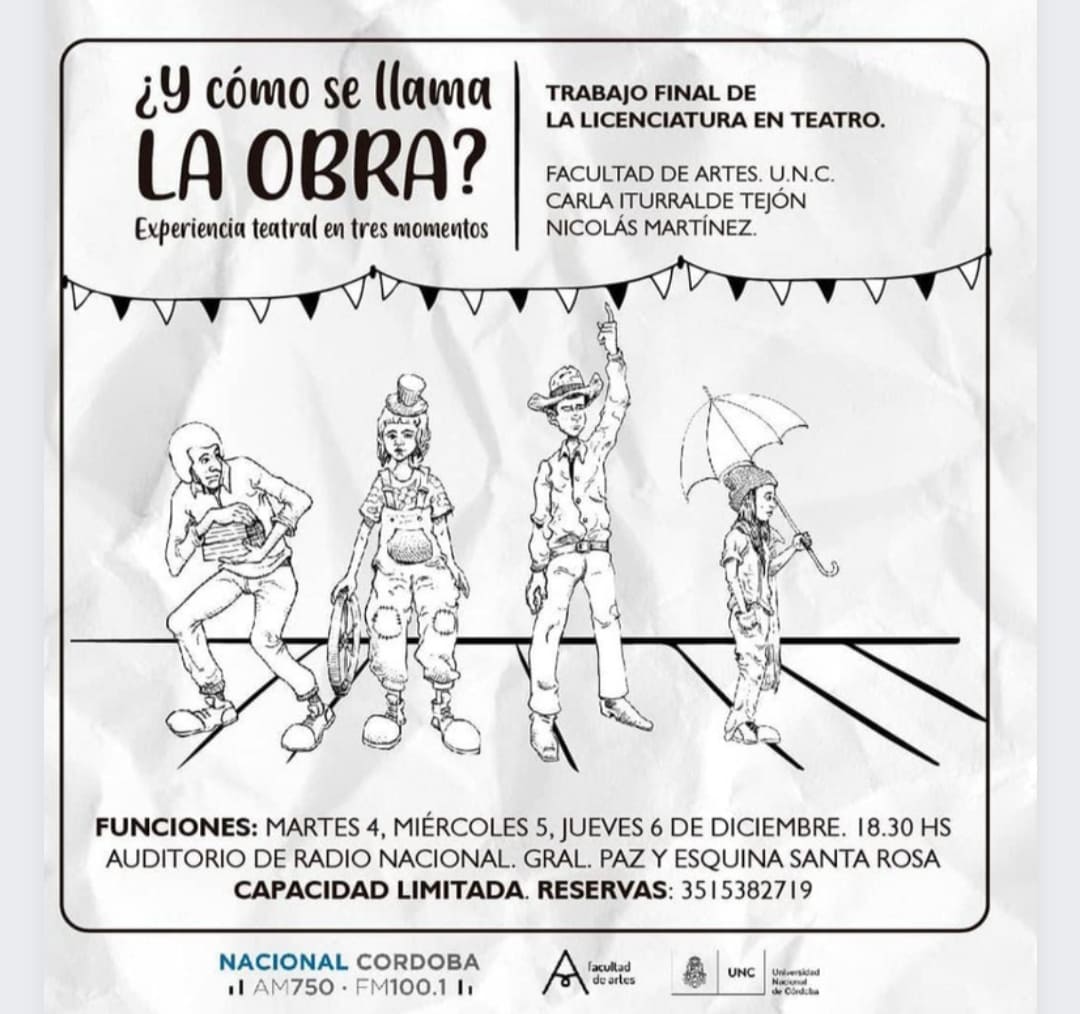 ¿Y cómo se llama
LA OBRA?
Experiencia teatral en tres momentos
TRABAJO FINAL DE
LA LICENCIATURA EN TEATRO.
FACULTAD DE ARTES. U.N.C.
CARLA ITURRALDE TEJÓN
NICOLÁS MARTÍNEZ.
FUNCIONES: MARTES 4, MIÉRCOLES 5, JUEVES 6 DE DICIEMBRE. 18.30 HS
AUDITORIO DE RADIO NACIONAL. GRAL. PAZ Y ESQUINA SANTA ROSA
CAPACIDAD LIMITADA. RESERVAS: 3515382719
NACIONAL CORDOBA
AM750 · FM100.1
facultad
de artes
UNC
Universidad
Nacional
de Córdoba